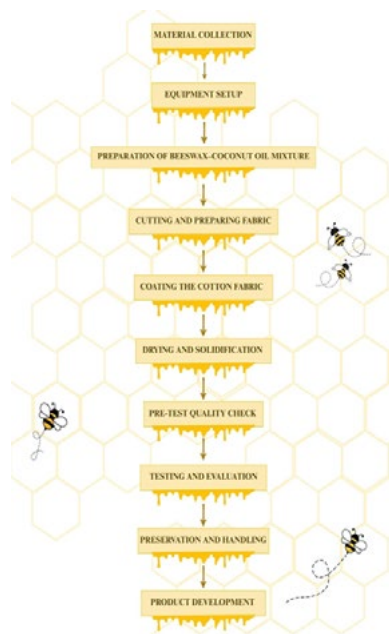 MATERIAL COLLECTION
EQUIPMENT SETUP
PREPARATION OF BEESWAX–COCONUT OIL MIXTURE
CUTTING AND PREPARING FABRIC
COATING THE COTTON FABRIC
DRYING AND SOLIDIFICATION
PRE-TEST QUALITY CHECK
TESTING AND EVALUATION
PRESERVATION AND HANDLING
PRODUCT DEVELOPMENT